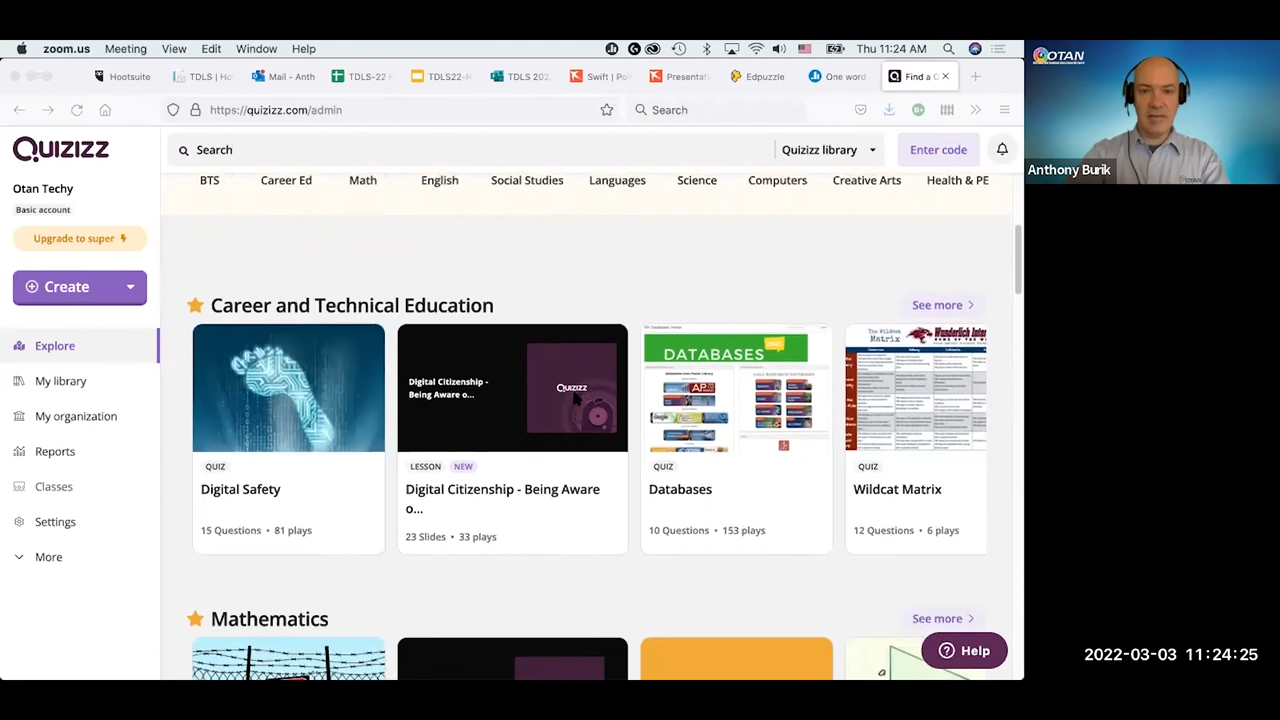 zoom.us Meeting View Edit Window Help Thu 11:24 AM
Hootsuite TDLS | Ho Mail - Anth TDLS-22 TDLS22- TDLS 202 Swift | Po Presentat Edpuzzle One word Find a Q
https://quizizz.com/admin Search
QUIZIZZ
Search Quizizz library Enter code
Otan Techy
Basic account
Upgrade to super
Create
Explore
My library
My organization
Reports
Classes
Settings
More
BTS Career Ed Math English Social Studies Languages Science Computers Creative Arts Health & PE
Career and Technical Education See more
Digital Citizenship -
Being Aware o...
QUIZIZZ
DATABASES
The Wildcat
Matrix
QUIZ
Digital Safety
15 Questions • 81 plays
LESSON NEW
Digital Citizenship - Being Aware
o...
23 Slides • 33 plays
QUIZ
Databases
10 Questions • 153 plays
QUIZ
Wildcat Matrix
12 Questions • 6 plays
Mathematics See more
a
Help
OTAN
Anthony Burik
2022-03-03 11:24:25